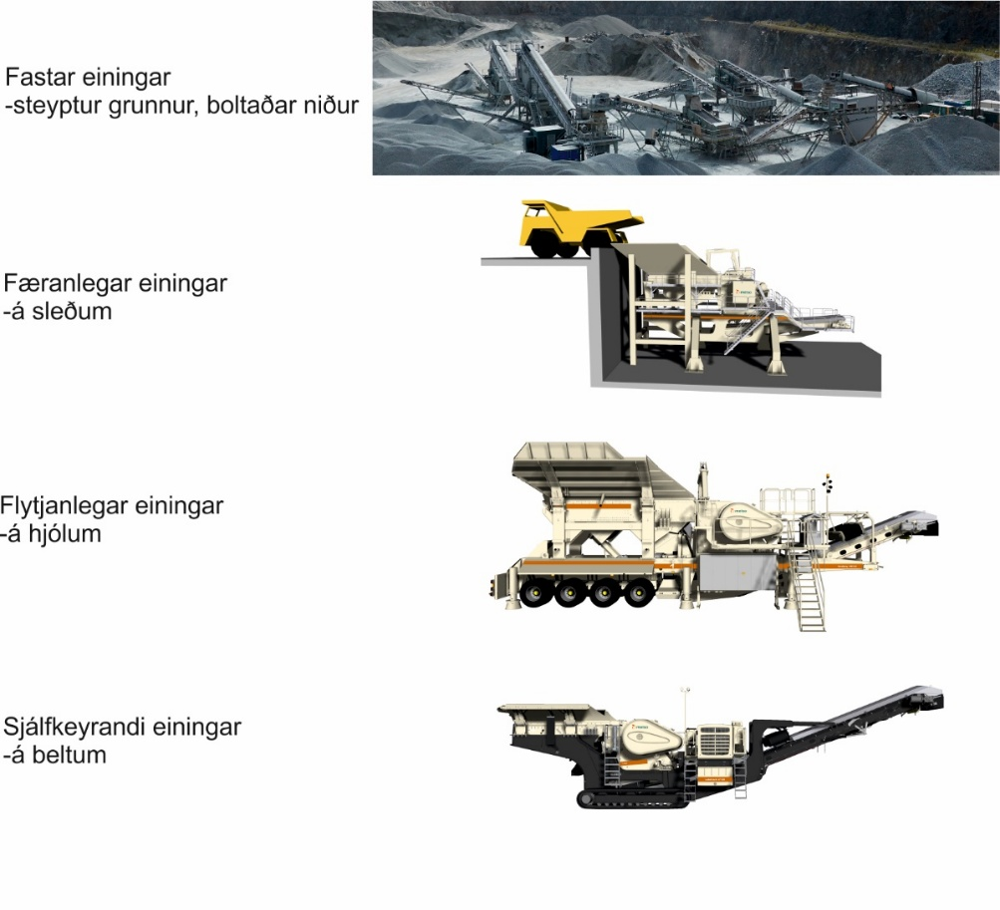 Fastar einingar
-steyptur grunnur, boltaðar niður
Færanlegar einingar
-á sleðum
Flytjanlegar einingar
-á hjólum
Sjálfkeyrandi einingar
-á beltum